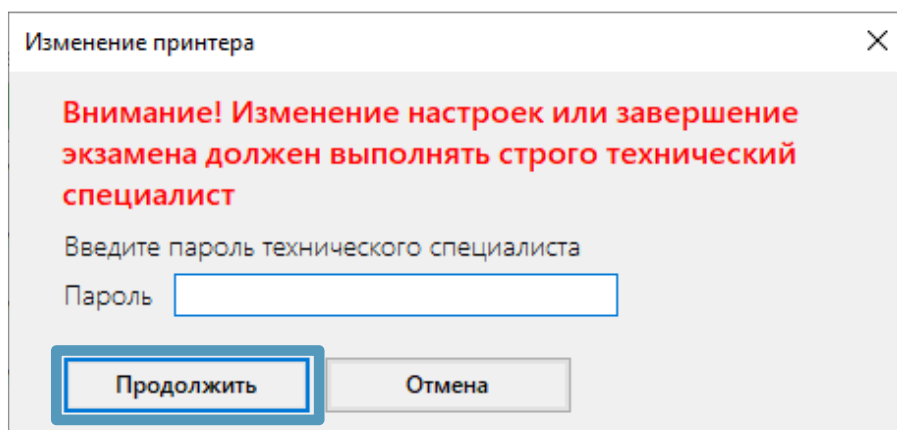 Изменение принтера
Внимание! Изменение настроек или завершение
экзамена должен выполнять строго технический
специалист
Введите пароль технического специалиста
Пароль
Продолжить Отмена